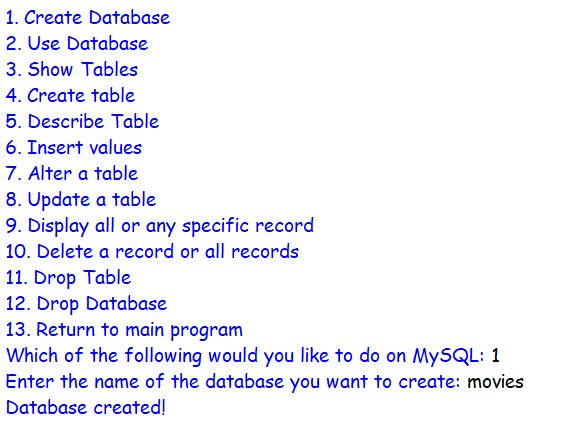 1. Create Database
2. Use Database
3. Show Tables
4. Create table
5. Describe Table
6. Insert values
7. Alter a table
8. Update a table
9. Display all or any specific record
10. Delete a record or all records
11. Drop Table
12. Drop Database
13. Return to main program
Which of the following would you like to do on MySQL: 1
Enter the name of the database you want to create: movies
Database created!